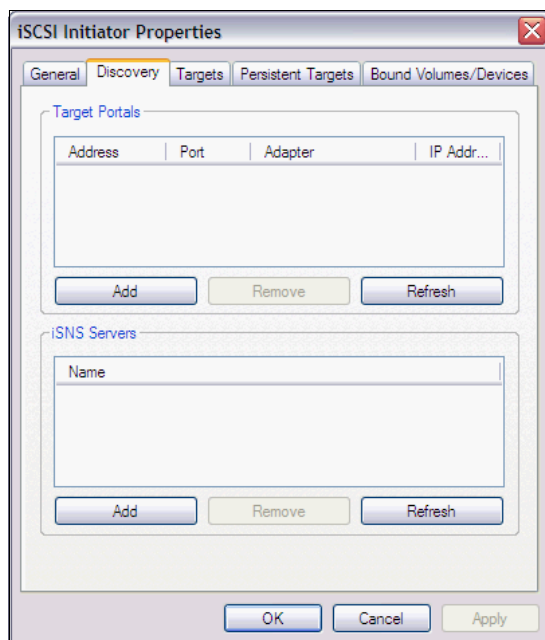 iSCSI Initiator Properties
General Discovery Targets Persistent Targets Bound Volumes/Devices
Target Portals
Address Port Adapter IP Addr...
Add Remove Refresh
iSNS Servers
Name
Add Remove Refresh
OK Cancel Apply